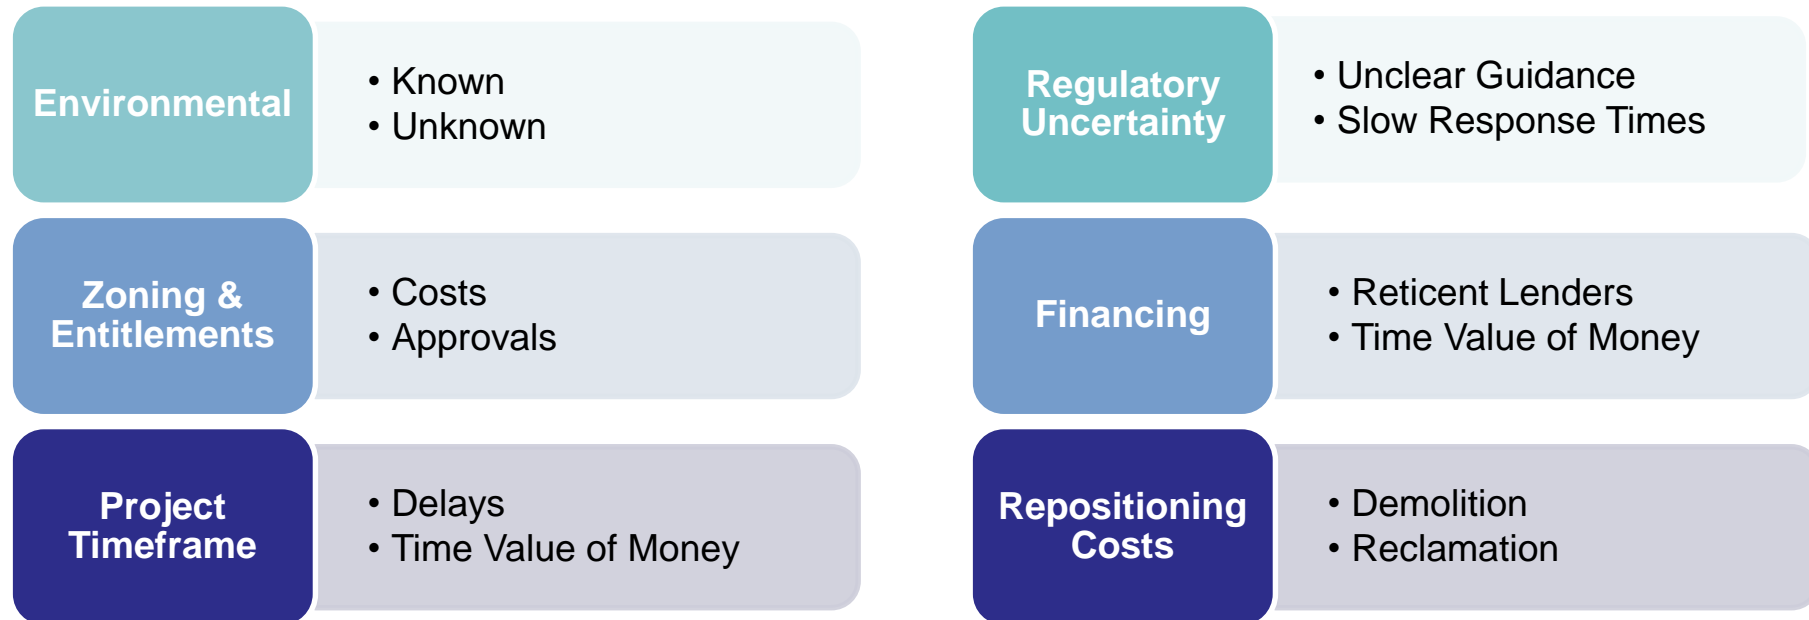 Environmental
• Known
• Unknown
Zoning &
Entitlements
• Costs
• Approvals
Project
Timeframe
• Delays
• Time Value of Money
Regulatory
Uncertainty
• Unclear Guidance
• Slow Response Times
Financing
• Reticent Lenders
• Time Value of Money
Repositioning
Costs
• Demolition
• Reclamation